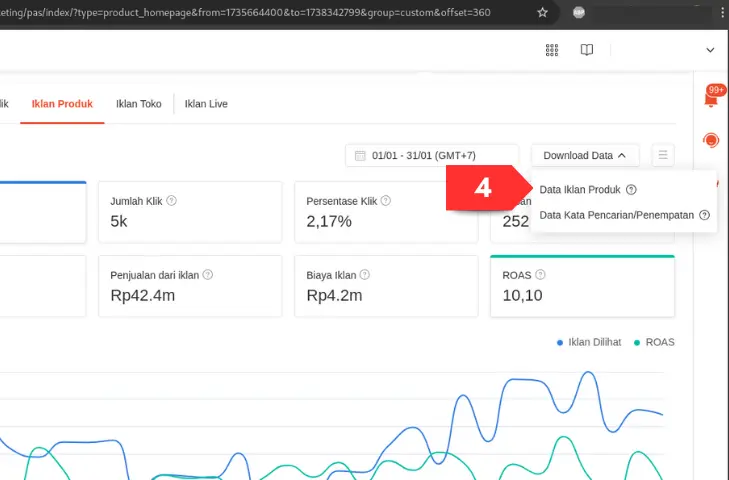 eting/pas/index/?type=product_homepage&from=1735664400&to=1738342799&group=custom&offset=360
lik Iklan Produk Iklan Toko Iklan Live
99+
01/01 - 31/01 (GMT+7) Download Data
4
Data Iklan Produk
Data Kata Pencarian/Penempatan
Jumlah Klik
5k
Persentase Klik
2,17%
252
Penjualan dari iklan
Rp42.4m
Biaya Iklan
Rp4.2m
ROAS
10,10
Iklan Dilihat ROAS